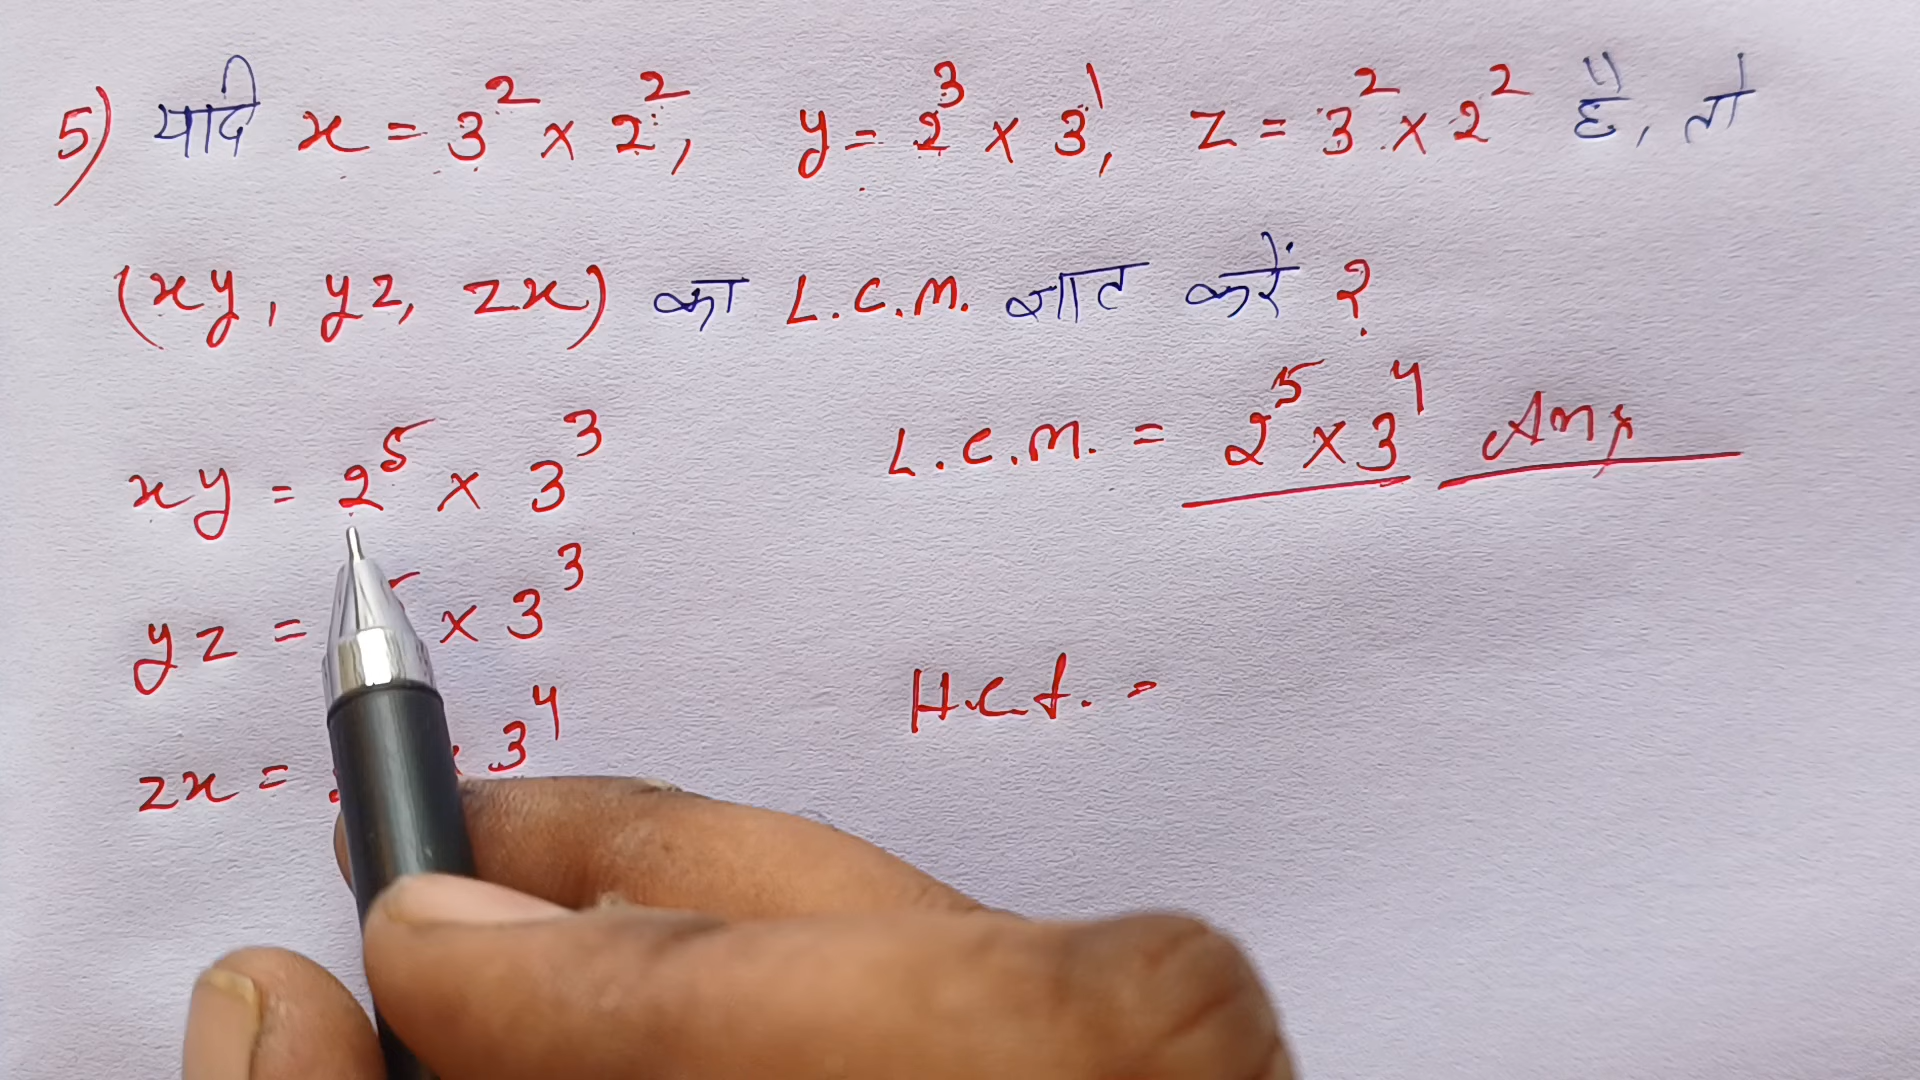 5) यदि x = 3² × 2², y = 2³ × 3¹, z = 3² × 2² है, तो
(xy, yz, zx) का L.C.M. ज्ञात करें ?
xy = 2⁵ × 3³
L.C.M. = 2⁵ × 3⁴ Ans
yz = × 3³
zx = 3⁴
H.C.f. =